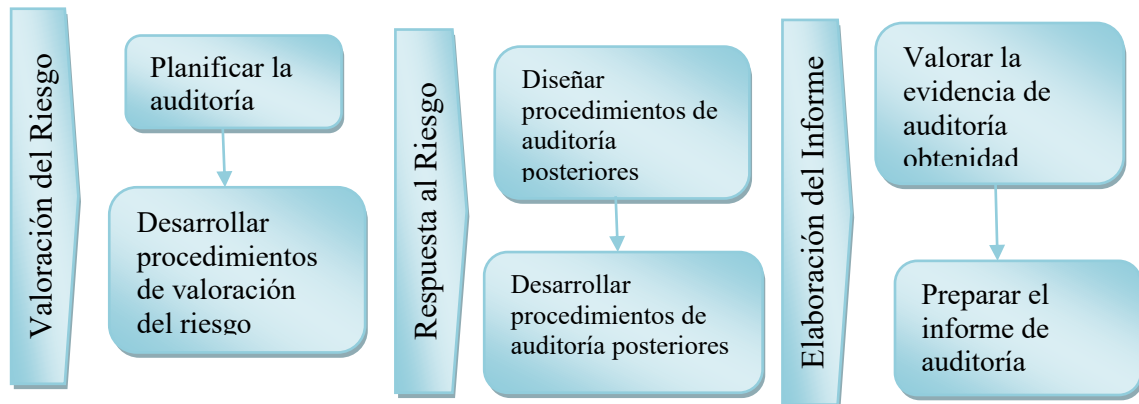 Valoración del Riesgo
Planificar la
auditoría
Desarrollar
procedimientos
de valoración
del riesgo
Respuesta al Riesgo
Diseñar
procedimientos de
auditoría
posteriores
Desarrollar
procedimientos de
auditoría posteriores
Elaboración del Informe
Valorar la
evidencia de
auditoría
obtenidad
Preparar el
informe de
auditoría